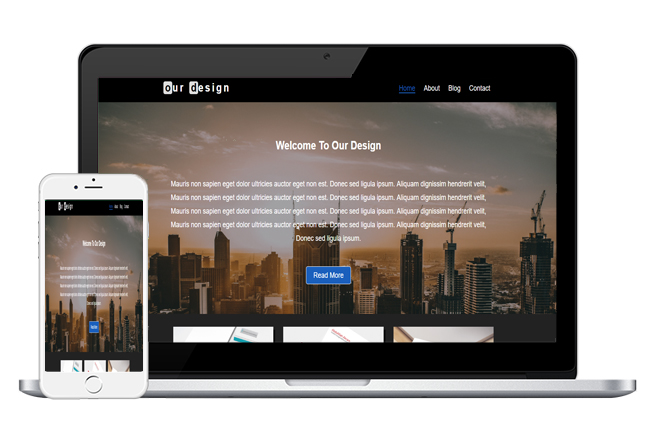 our design
Home About Blog Contact
Welcome To Our Design
Mauris non sapien eget dolor ultricies auctor eget non est. Donec sed ligula ipsum. Aliquam dignissim hendrerit velit,
Mauris non sapien eget dolor ultricies auctor eget non est. Donec sed ligula ipsum. Aliquam dignissim hendrerit velit,
Mauris non sapien eget dolor ultricies auctor eget non est. Donec sed ligula ipsum. Aliquam dignissim hendrerit velit,
Mauris non sapien eget dolor ultricies auctor eget non est. Donec sed ligula ipsum. Aliquam dignissim hendrerit velit,
Donec sed ligula ipsum.
Read More
Our Design
Welcome To Our Design